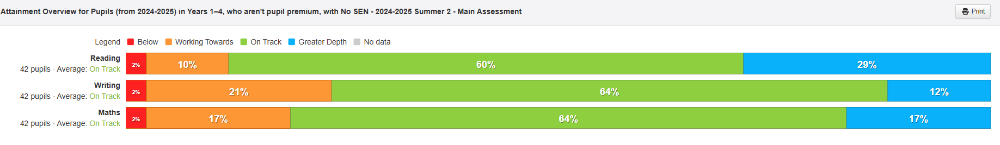 Attainment Overview for Pupils (from 2024-2025) in Years 1–4, who aren't pupil premium, with No SEN - 2024-2025 Summer 2 - Main Assessment
Print
Legend Below Working Towards On Track Greater Depth No data
Reading
42 pupils · Average: On Track
2% 10% 60% 29%
Writing
42 pupils · Average: On Track
2% 21% 64% 12%
Maths
42 pupils · Average: On Track
2% 17% 64% 17%